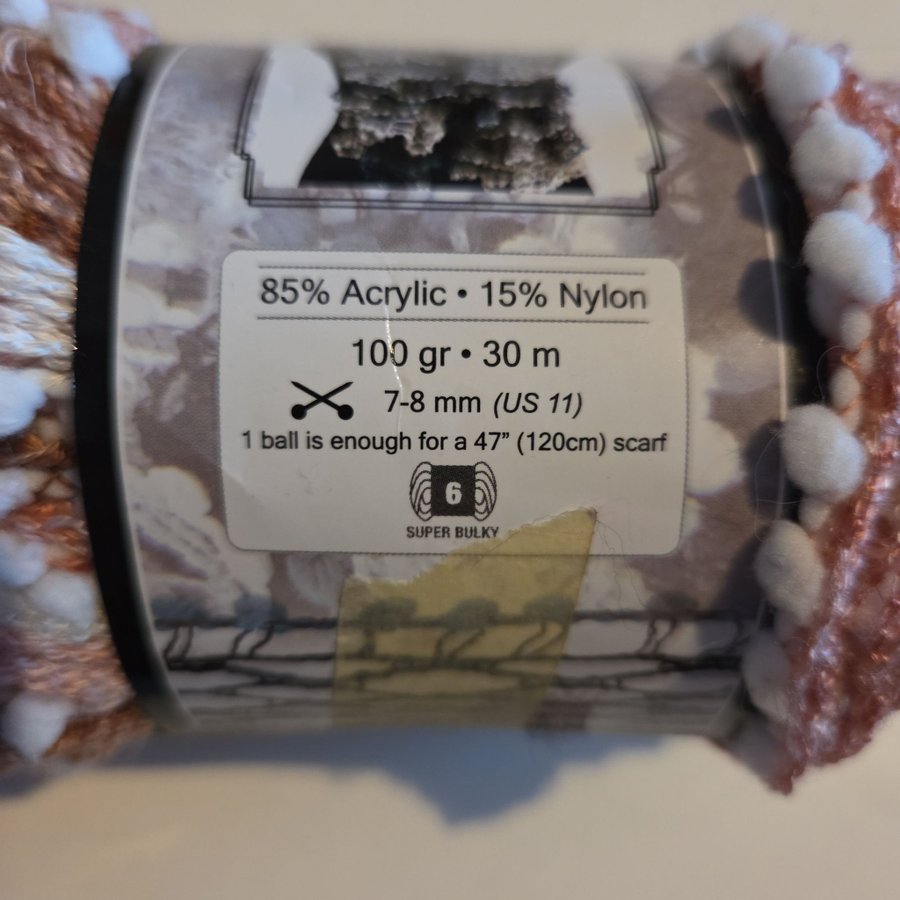 85% Acrylic • 15% Nylon
100 gr • 30 m
7-8 mm (US 11)
1 ball is enough for a 47” (120cm) scarf
6
SUPER BULKY